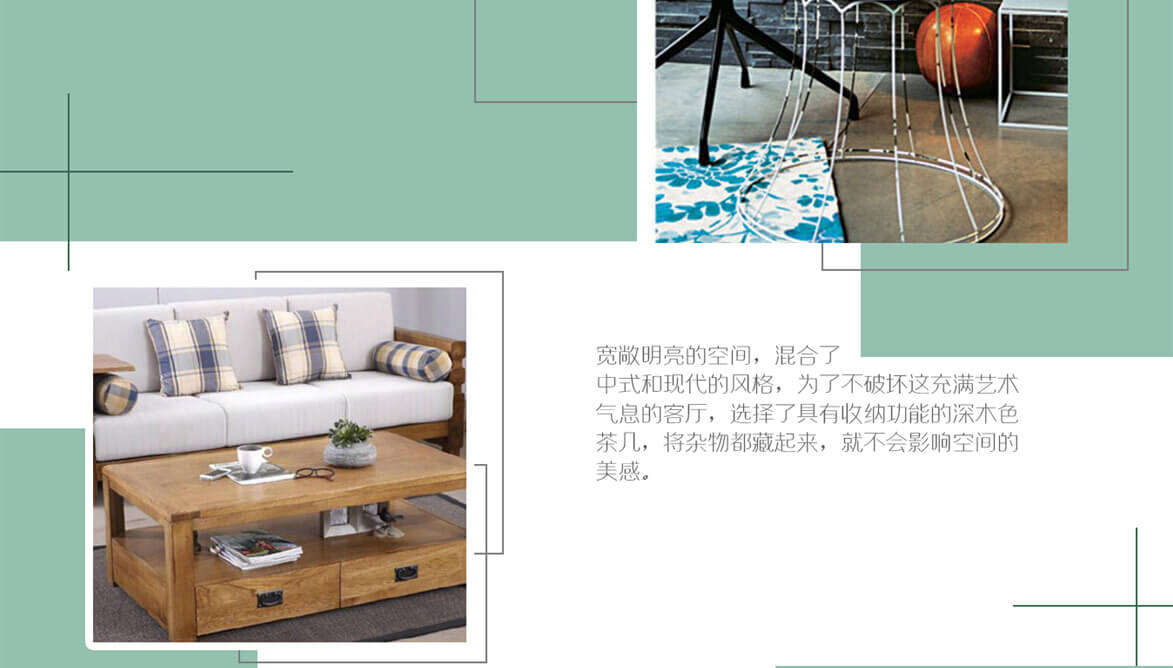 宽敞明亮的空间，混合了
中式和现代的风格，为了不破坏这充满艺术
气息的客厅，选择了具有收纳功能的深木色
茶几，将杂物都藏起来，就不会影响空间的
美感。